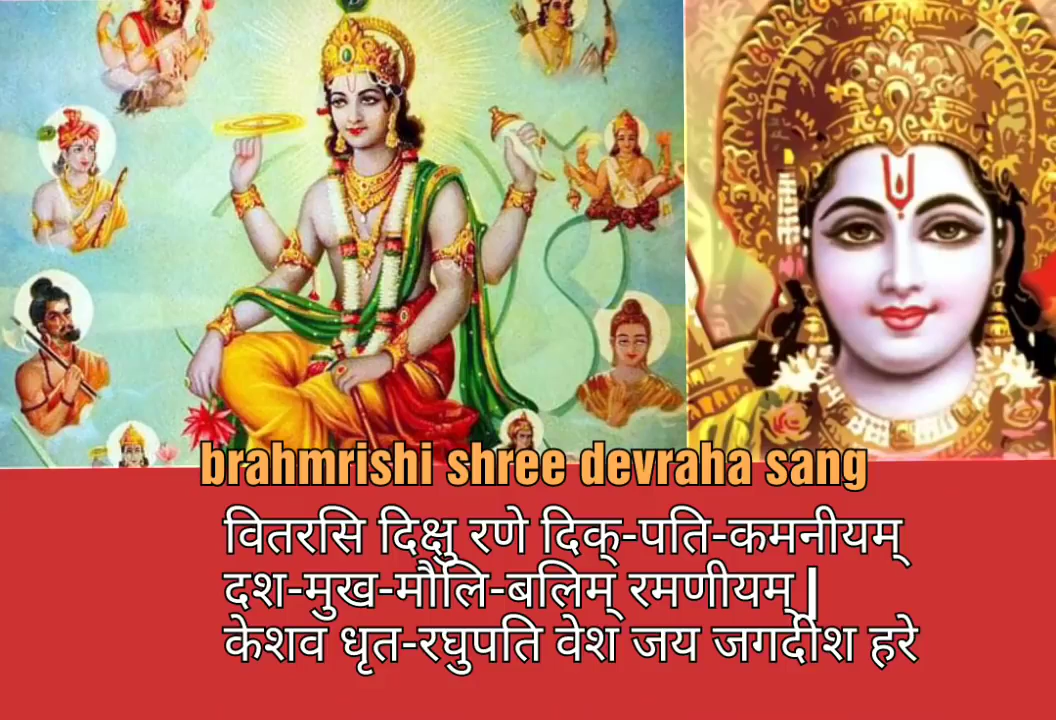 brahmrishi shree devraha sang
वितरसि दिक्षु रणे दिक्-पति-कमनीयम्
दश-मुख-मौलि-बलिम् रमणीयम् |
केशव धृत-रघुपति वेश जय जगदीश हरे